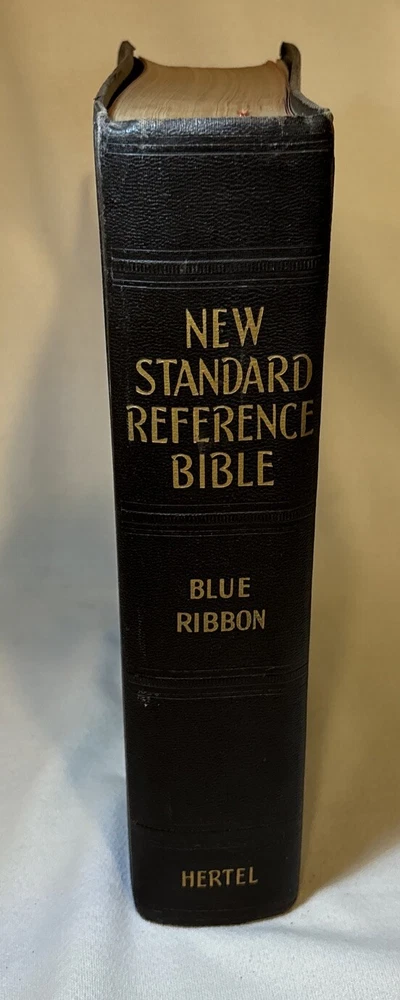 NEW
STANDARD
REFERENCE
BIBLE
BLUE
RIBBON
HERTEL